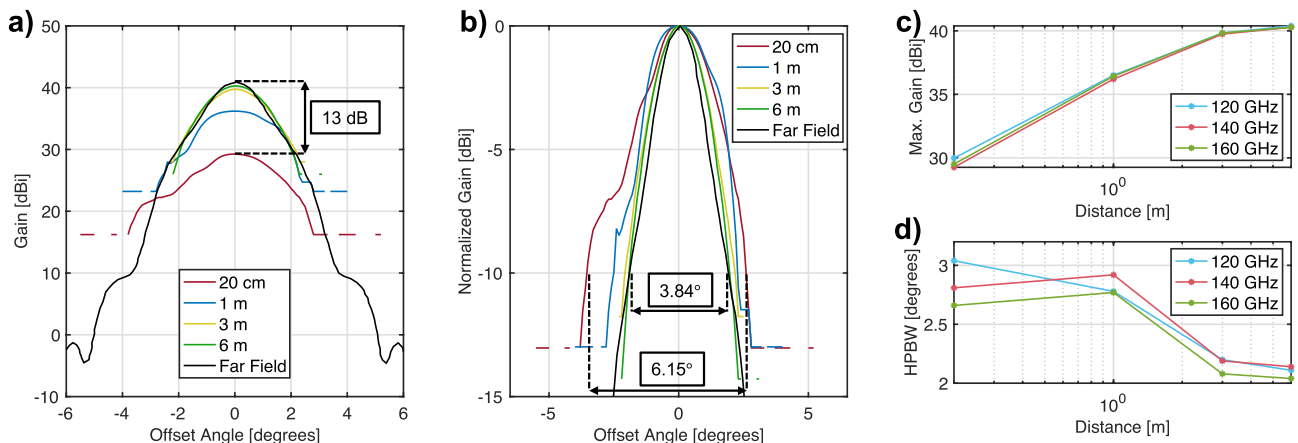 a)
50
40
30
20
10
0
-10
Gain [dBi]
-6
-4
-2
0
2
4
6
Offset Angle [degrees]
13 dB
20 cm
1 m
3 m
6 m
Far Field
b)
0
-5
-10
-15
Normalized Gain [dBi]
-5
0
5
Offset Angle [degrees]
20 cm
1 m
3 m
6 m
Far Field
3.84°
6.15°
c)
40
35
30
Max. Gain [dBi]
10⁰
Distance [m]
120 GHz
140 GHz
160 GHz
d)
3
2.5
2
HPBW [degrees]
10⁰
Distance [m]
120 GHz
140 GHz
160 GHz